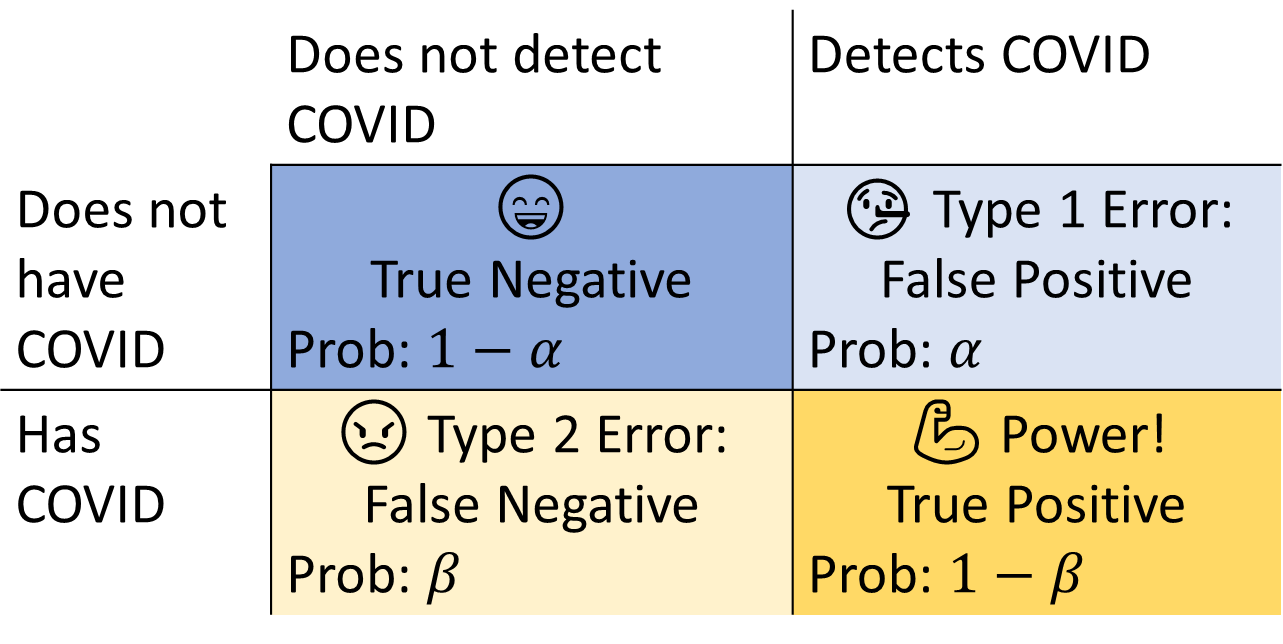 Does not detect
COVID
Detects COVID
Does not
have
COVID
True Negative
Prob: 1 − α
Type 1 Error:
False Positive
Prob: α
Has
COVID
Type 2 Error:
False Negative
Prob: β
Power!
True Positive
Prob: 1 − β